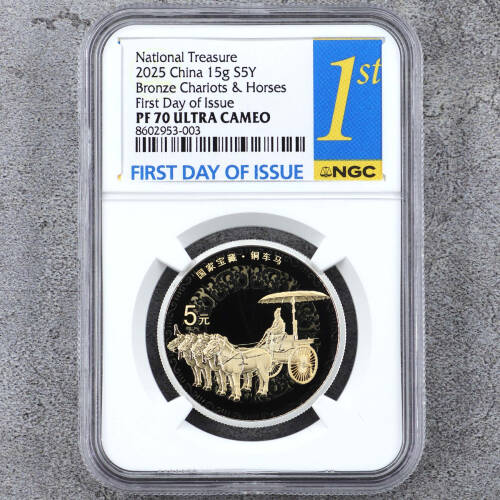 National Treasure
2025 China 15g S5Y
Bronze Chariots & Horses
First Day of Issue
PF 70 ULTRA CAMEO
8602953-003
FIRST DAY OF ISSUE
1st
NGC
国家宝藏·铜车马
5元